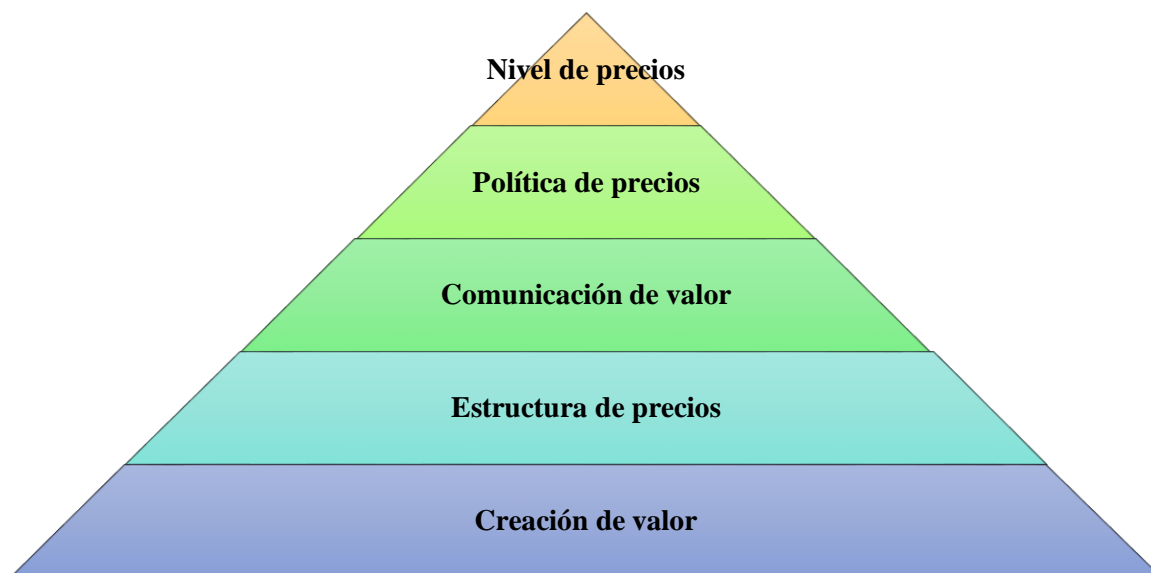 Nivel de precios
Política de precios
Comunicación de valor
Estructura de precios
Creación de valor